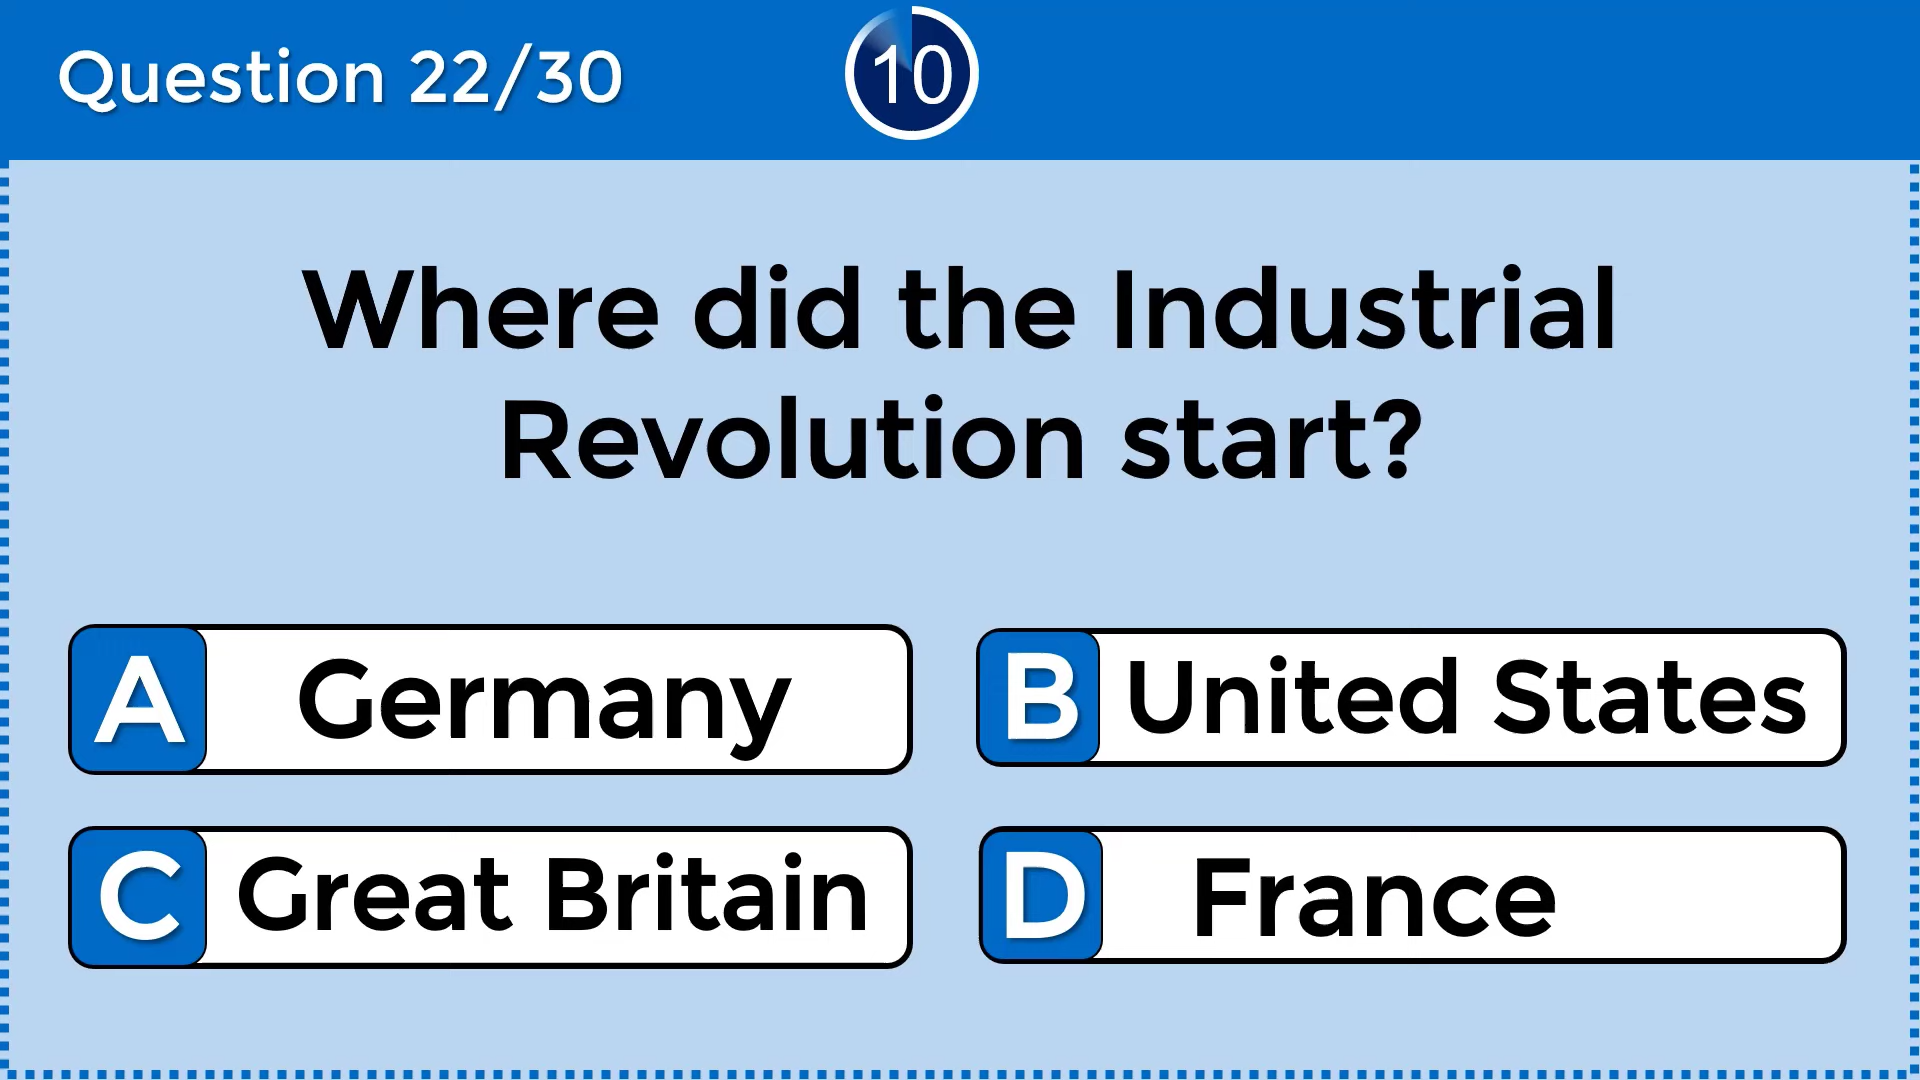 Question 22/30
10
Where did the Industrial
Revolution start?
A Germany
B United States
C Great Britain
D France